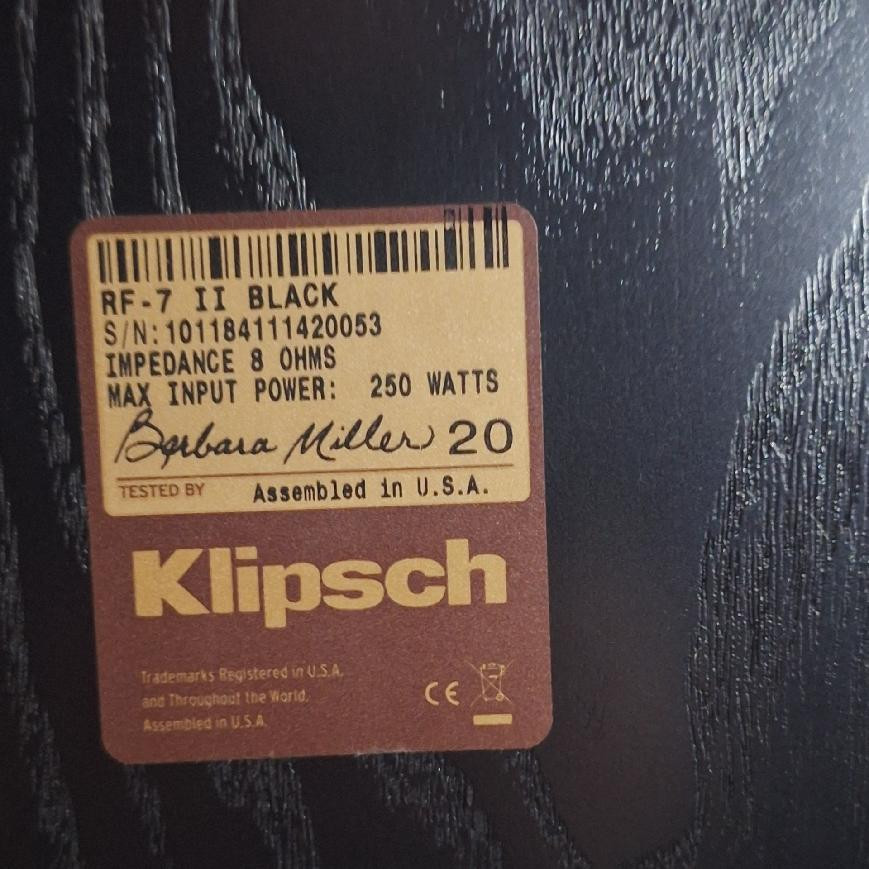 RF-7 II BLACK
S/N:101184111420053
IMPEDANCE 8 OHMS
MAX INPUT POWER: 250 WATTS
Barbara Miller 20
TESTED BY Assembled in U.S.A.
Klipsch
Trademarks Registered in U.S.A.
and Throughout the World.
Assembled in U.S.A.
CE